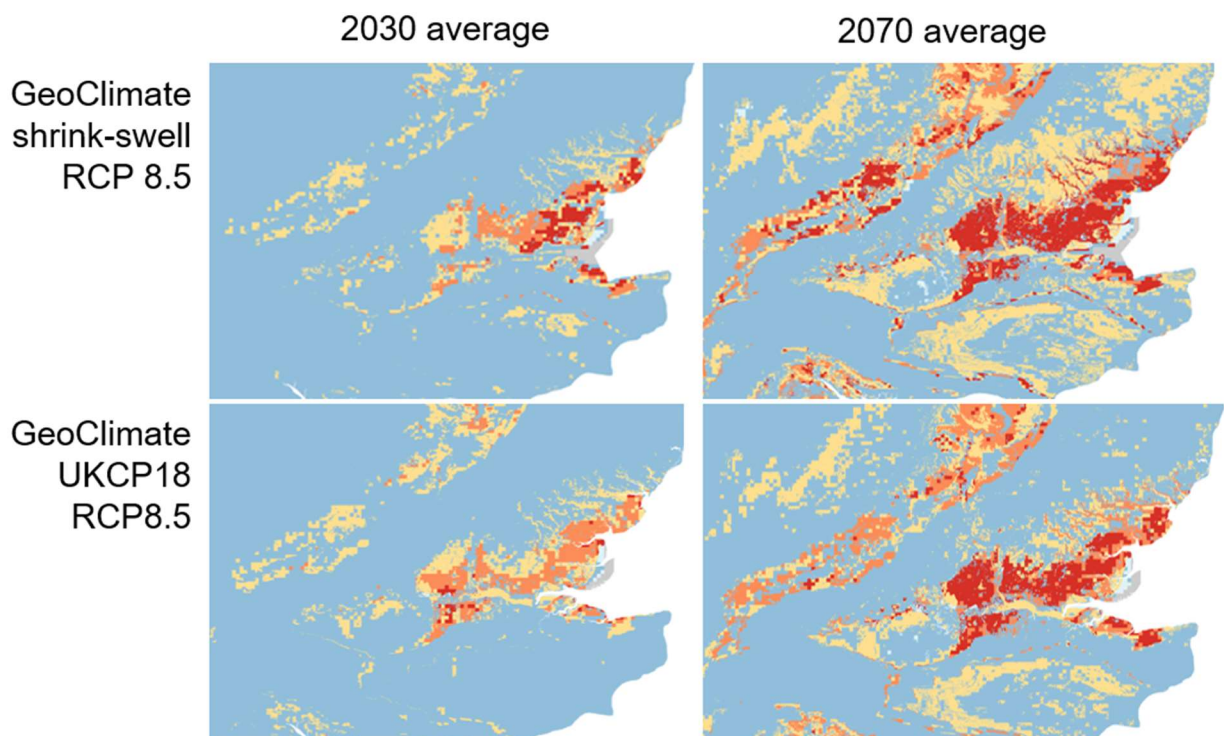 2030 average
2070 average
GeoClimate
shrink-swell
RCP 8.5
GeoClimate
UKCP18
RCP8.5